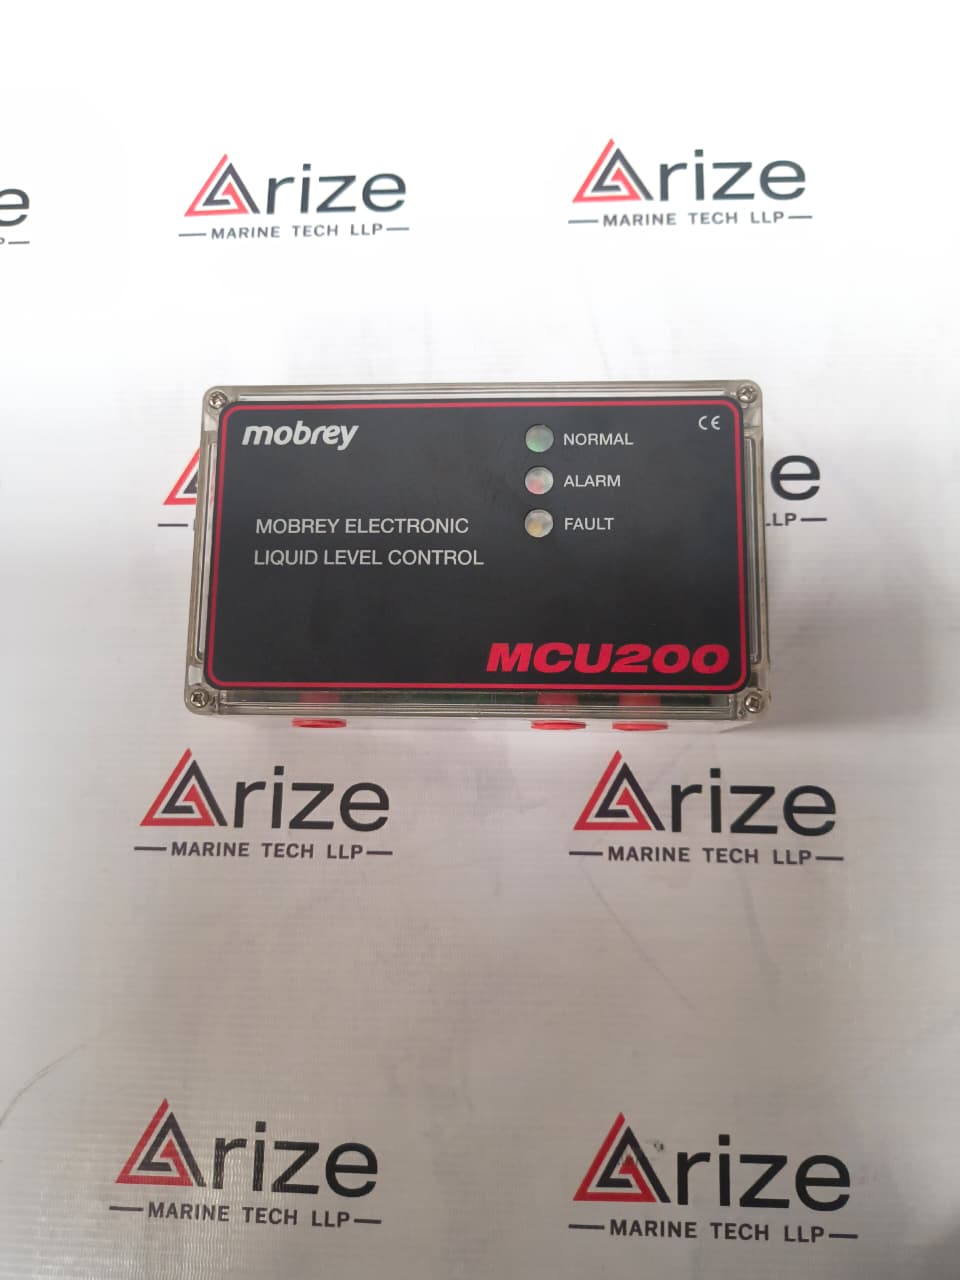 Arize
MARINE TECH LLP
Arize
MARINE TECH LLP
mobrey
NORMAL
ALARM
FAULT
CE
MOBREY ELECTRONIC
LIQUID LEVEL CONTROL
MCU200
Arize
MARINE TECH LLP
Arize
MARINE TECH LLP
Arize
MARINE TECH LLP
Arize
MARINE TECH LLP